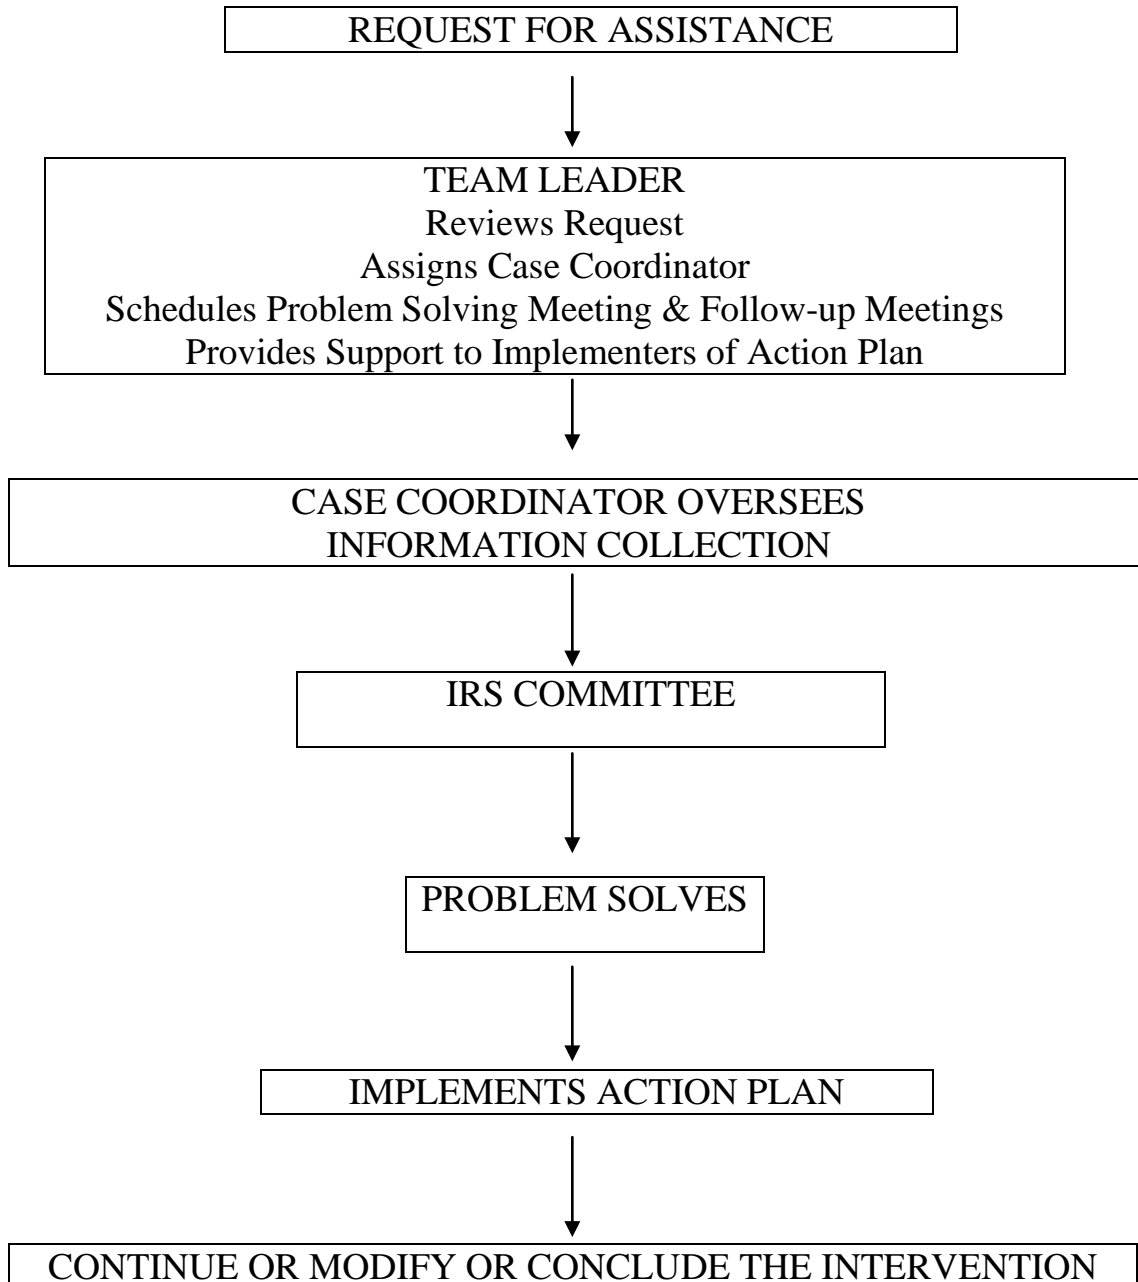 REQUEST FOR ASSISTANCE
TEAM LEADER
Reviews Request
Assigns Case Coordinator
Schedules Problem Solving Meeting & Follow-up Meetings
Provides Support to Implementers of Action Plan
CASE COORDINATOR OVERSEES
INFORMATION COLLECTION
IRS COMMITTEE
PROBLEM SOLVES
IMPLEMENTS ACTION PLAN
CONTINUE OR MODIFY OR CONCLUDE THE INTERVENTION